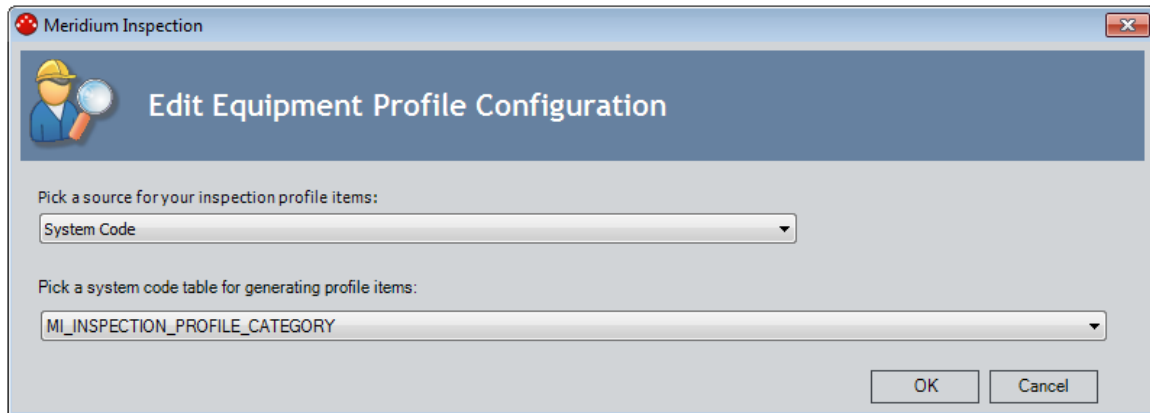 Meridium Inspection
Edit Equipment Profile Configuration
Pick a source for your inspection profile items:
System Code
Pick a system code table for generating profile items:
MI_INSPECTION_PROFILE_CATEGORY
OK Cancel